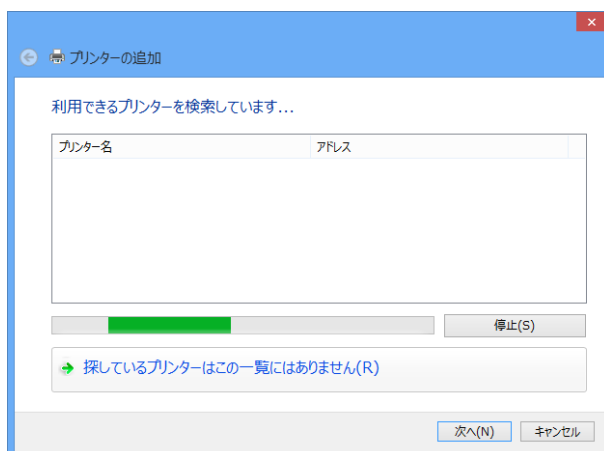 プリンターの追加
利用できるプリンターを検索しています...
プリンター名 アドレス
停止(S)
探しているプリンターはこの一覧にはありません(R)
次へ(N) キャンセル